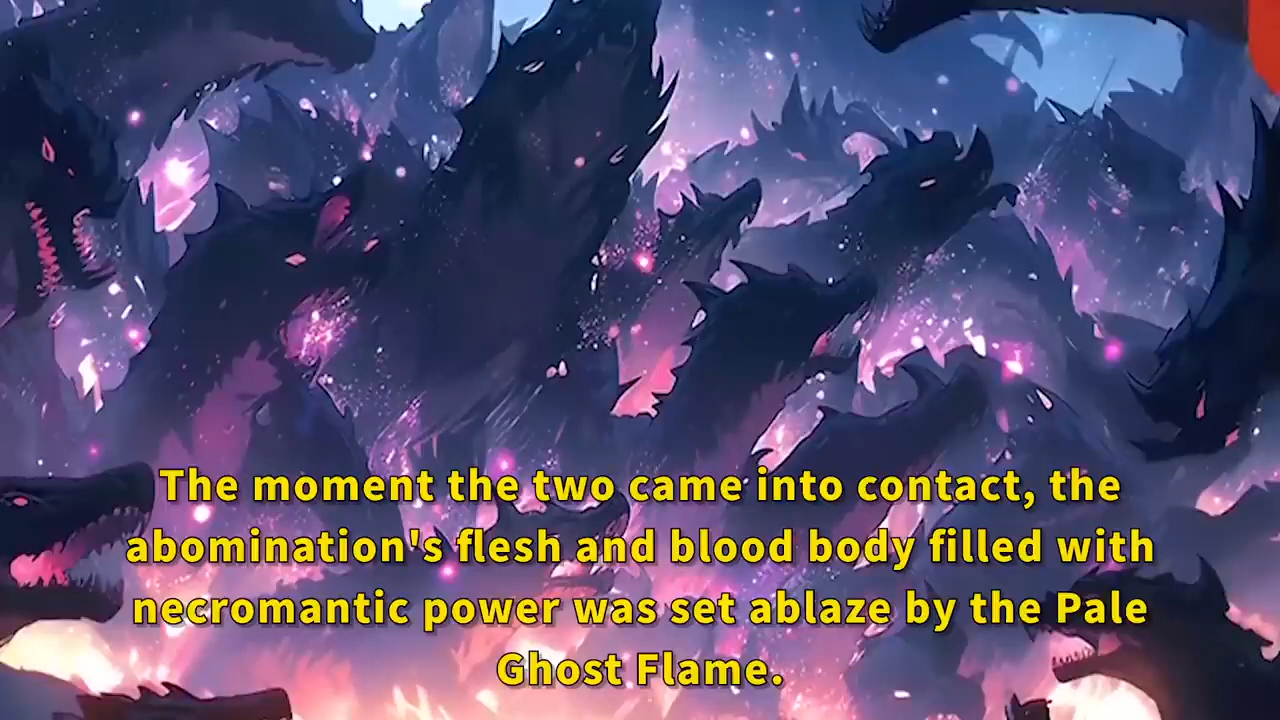 The moment the two came into contact, the
abomination's flesh and blood body filled with
necromantic power was set ablaze by the Pale
Ghost Flame.